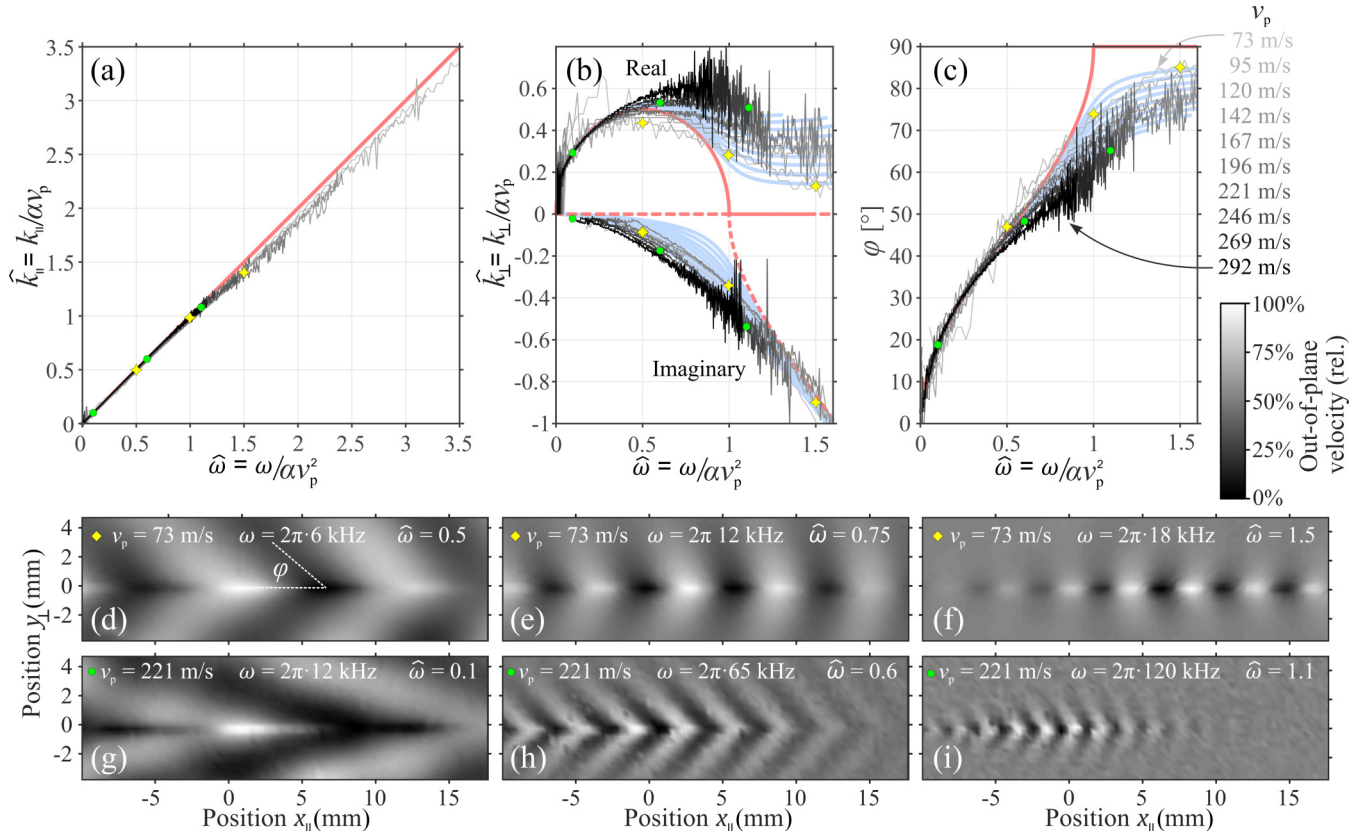 (a)
3.5
3
2.5
2
1.5
1
0.5
0
0 0.5 1 1.5 2 2.5 3 3.5
k̂∥ = k∥/αvp
ω̂ = ω/αvp²
(b)
Real
Imaginary
0.6
0.4
0.2
0
-0.2
-0.4
-0.6
-0.8
-1
0 0.5 1 1.5
k̂⊥ = k⊥/αvp
ω̂ = ω/αvp²
(c)
90
80
70
60
50
40
30
20
10
0
0 0.5 1 1.5
φ [°]
ω̂ = ω/αvp²
vp
73 m/s
95 m/s
120 m/s
142 m/s
167 m/s
196 m/s
221 m/s
246 m/s
269 m/s
292 m/s
100%
75%
50%
25%
0%
Out-of-plane
velocity (rel.)
vp = 73 m/s ω = 2π·6 kHz ω̂ = 0.5
φ
(d)
vp = 73 m/s ω = 2π 12 kHz ω̂ = 0.75
(e)
vp = 73 m/s ω = 2π·18 kHz ω̂ = 1.5
(f)
vp = 221 m/s ω = 2π·12 kHz ω̂ = 0.1
(g)
vp = 221 m/s ω = 2π·65 kHz ω̂ = 0.6
(h)
vp = 221 m/s ω = 2π·120 kHz ω̂ = 1.1
(i)
4
2
0
-2
4
2
0
-2
Position y⊥(mm)
-5 0 5 10 15
Position x∥(mm)
-5 0 5 10 15
Position x∥(mm)
-5 0 5 10 15
Position x∥(mm)